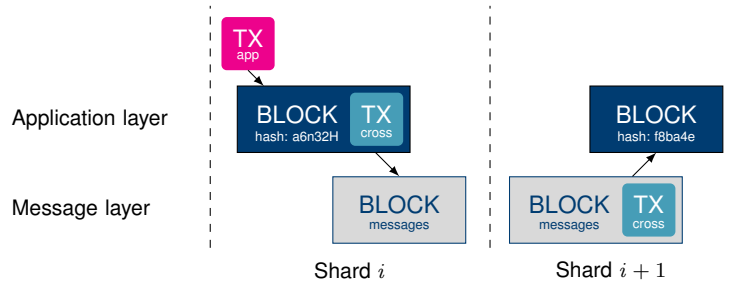 TX
app
Application layer
BLOCK
hash: a6n32H
TX
cross
BLOCK
hash: f8ba4e
Message layer
BLOCK
messages
BLOCK
messages
TX
cross
Shard i
Shard i + 1